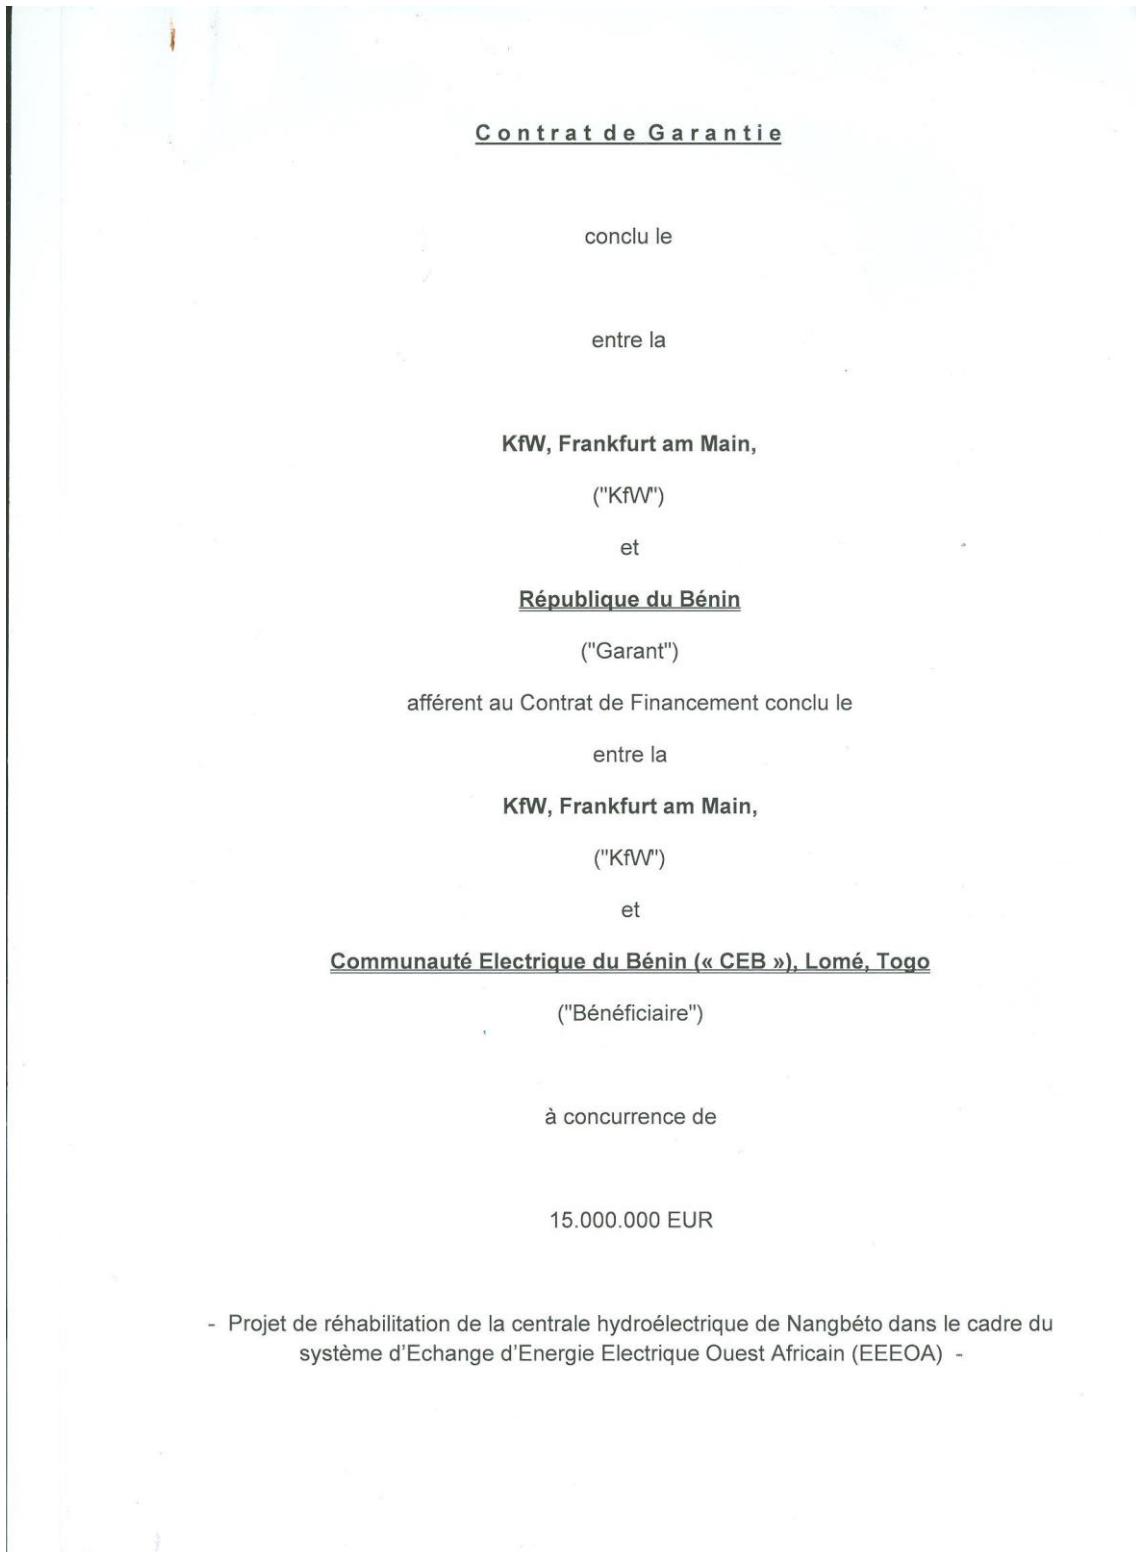 Contrat de Garantie
conclu le
entre la
KfW, Frankfurt am Main,
("KfW")
et
République du Bénin
("Garant")
afférent au Contrat de Financement conclu le
entre la
KfW, Frankfurt am Main,
("KfW")
et
Communauté Electrique du Bénin (« CEB »), Lomé, Togo
("Bénéficiaire")
à concurrence de
15.000.000 EUR
- Projet de réhabilitation de la centrale hydroélectrique de Nangbéto dans le cadre du
système d'Echange d'Energie Electrique Ouest Africain (EEEOA) -